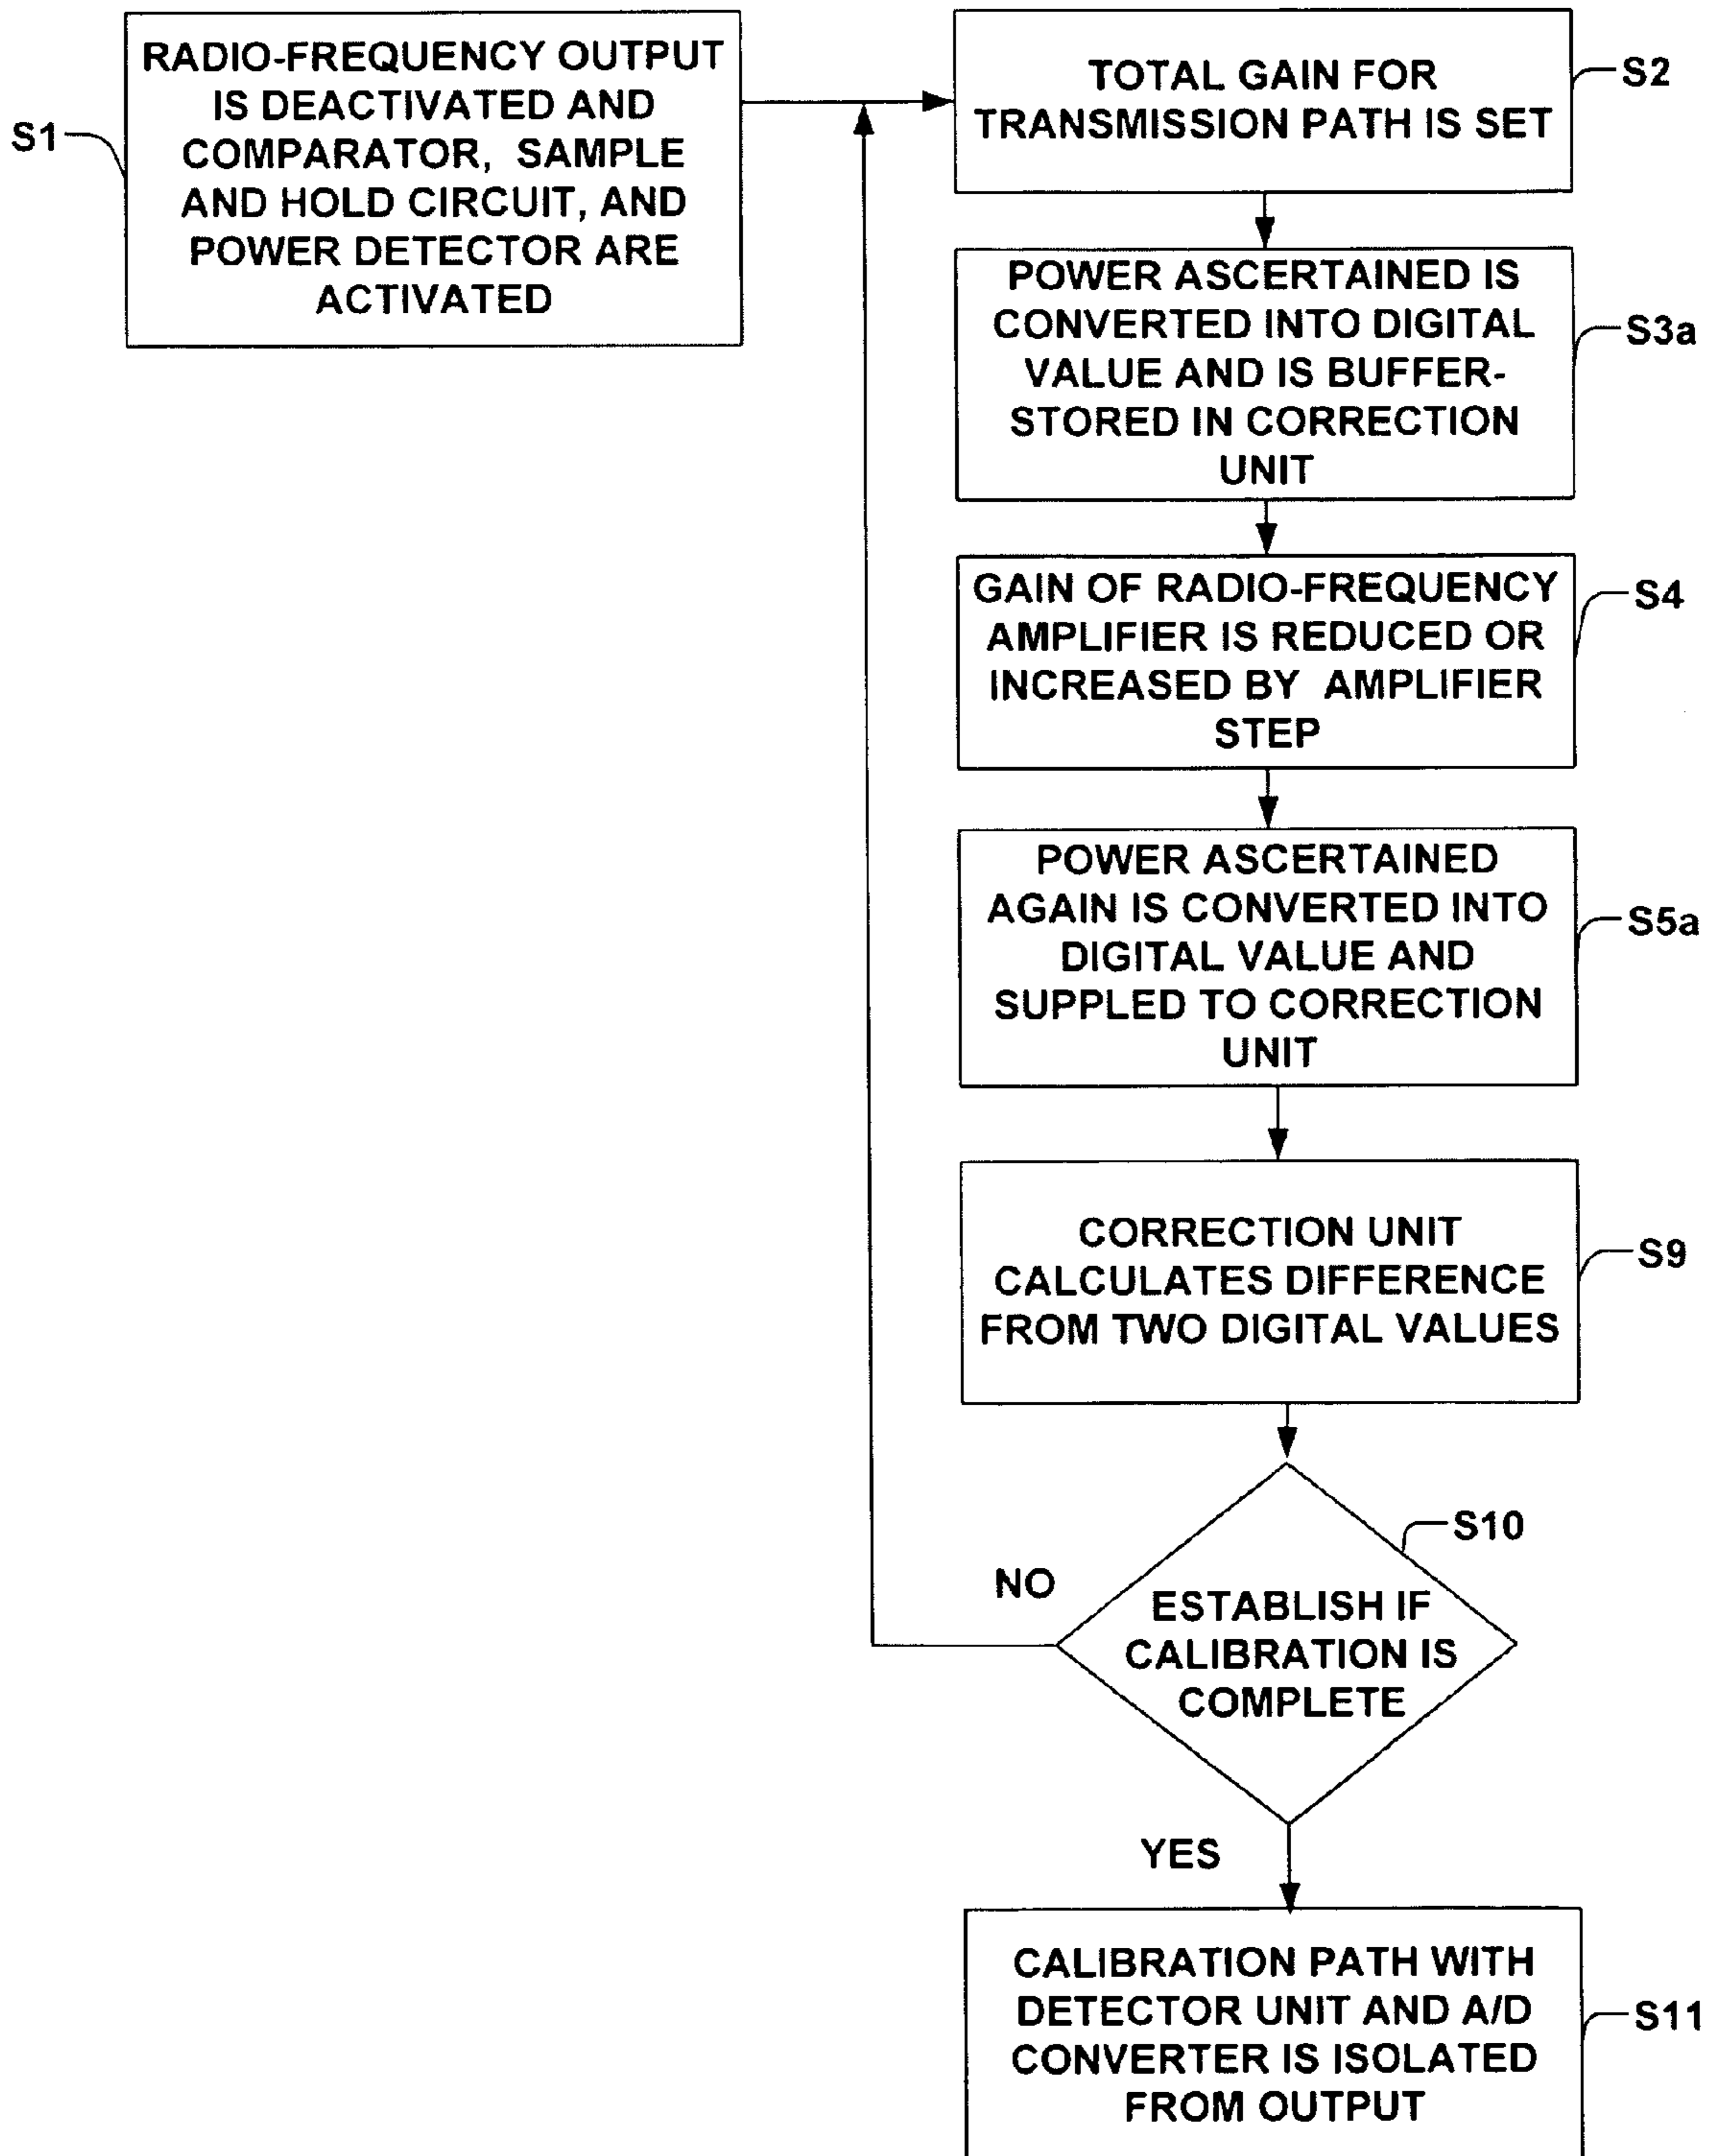 S1
RADIO-FREQUENCY OUTPUT
IS DEACTIVATED AND
COMPARATOR, SAMPLE
AND HOLD CIRCUIT, AND
POWER DETECTOR ARE
ACTIVATED
TOTAL GAIN FOR
TRANSMISSION PATH IS SET
S2
POWER ASCERTAINED IS
CONVERTED INTO DIGITAL
VALUE AND IS BUFFER-
STORED IN CORRECTION
UNIT
S3a
GAIN OF RADIO-FREQUENCY
AMPLIFIER IS REDUCED OR
INCREASED BY AMPLIFIER
STEP
S4
POWER ASCERTAINED
AGAIN IS CONVERTED INTO
DIGITAL VALUE AND
SUPPLED TO CORRECTION
UNIT
S5a
CORRECTION UNIT
CALCULATES DIFFERENCE
FROM TWO DIGITAL VALUES
S9
S10
NO
ESTABLISH IF
CALIBRATION IS
COMPLETE
YES
CALIBRATION PATH WITH
DETECTOR UNIT AND A/D
CONVERTER IS ISOLATED
FROM OUTPUT
S11